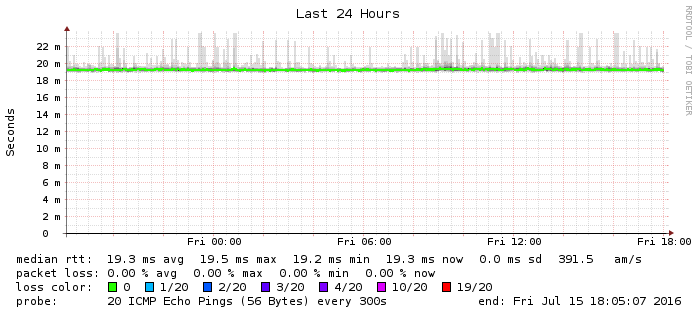 Last 24 Hours
RRDTOOL / TOBI OETIKER
Seconds
22 m
20 m
18 m
16 m
14 m
12 m
10 m
8 m
6 m
4 m
2 m
0
Fri 00:00 Fri 06:00 Fri 12:00 Fri 18:00
median rtt: 19.3 ms avg 19.5 ms max 19.2 ms min 19.3 ms now 0.0 ms sd 391.5 am/s
packet loss: 0.00 % avg 0.00 % max 0.00 % min 0.00 % now
loss color: 0 1/20 2/20 3/20 4/20 10/20 19/20
probe: 20 ICMP Echo Pings (56 Bytes) every 300s end: Fri Jul 15 18:05:07 2016